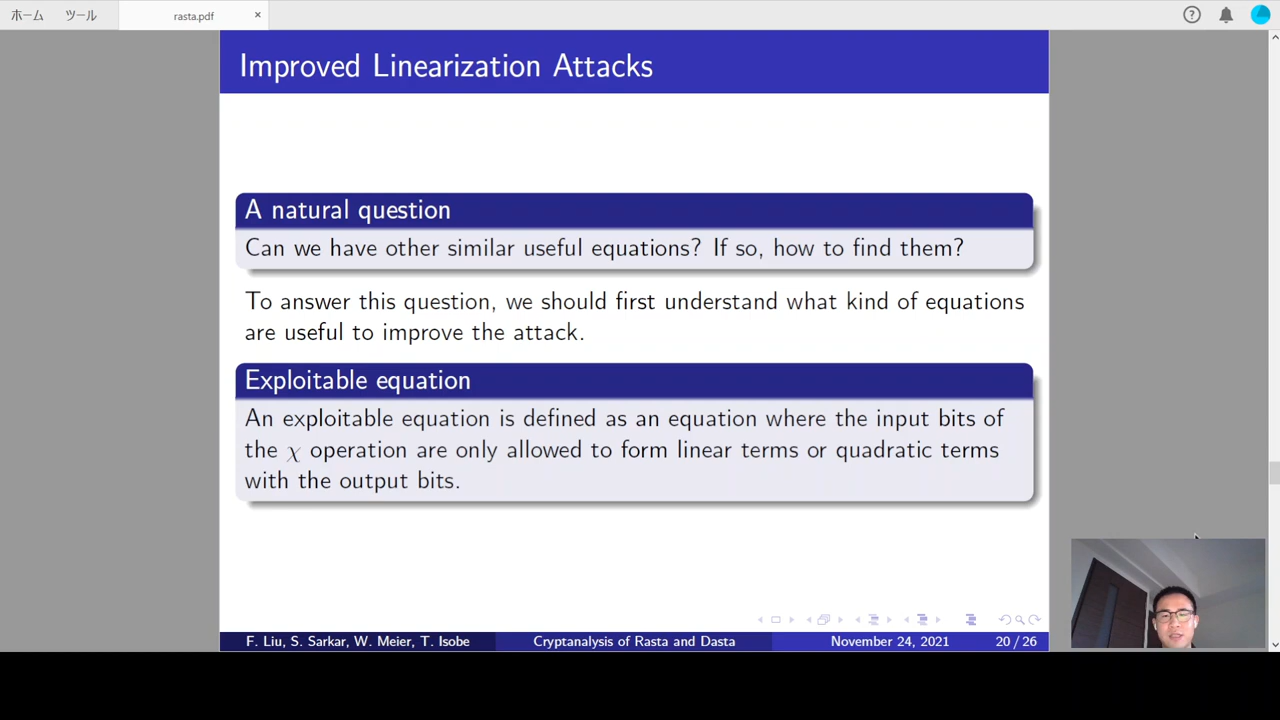 ホーム ツール rasta.pdf ×
Improved Linearization Attacks
A natural question
Can we have other similar useful equations? If so, how to find them?
To answer this question, we should first understand what kind of equations
are useful to improve the attack.
Exploitable equation
An exploitable equation is defined as an equation where the input bits of
the χ operation are only allowed to form linear terms or quadratic terms
with the output bits.
F. Liu, S. Sarkar, W. Meier, T. Isobe Cryptanalysis of Rasta and Dasta November 24, 2021 20 / 26